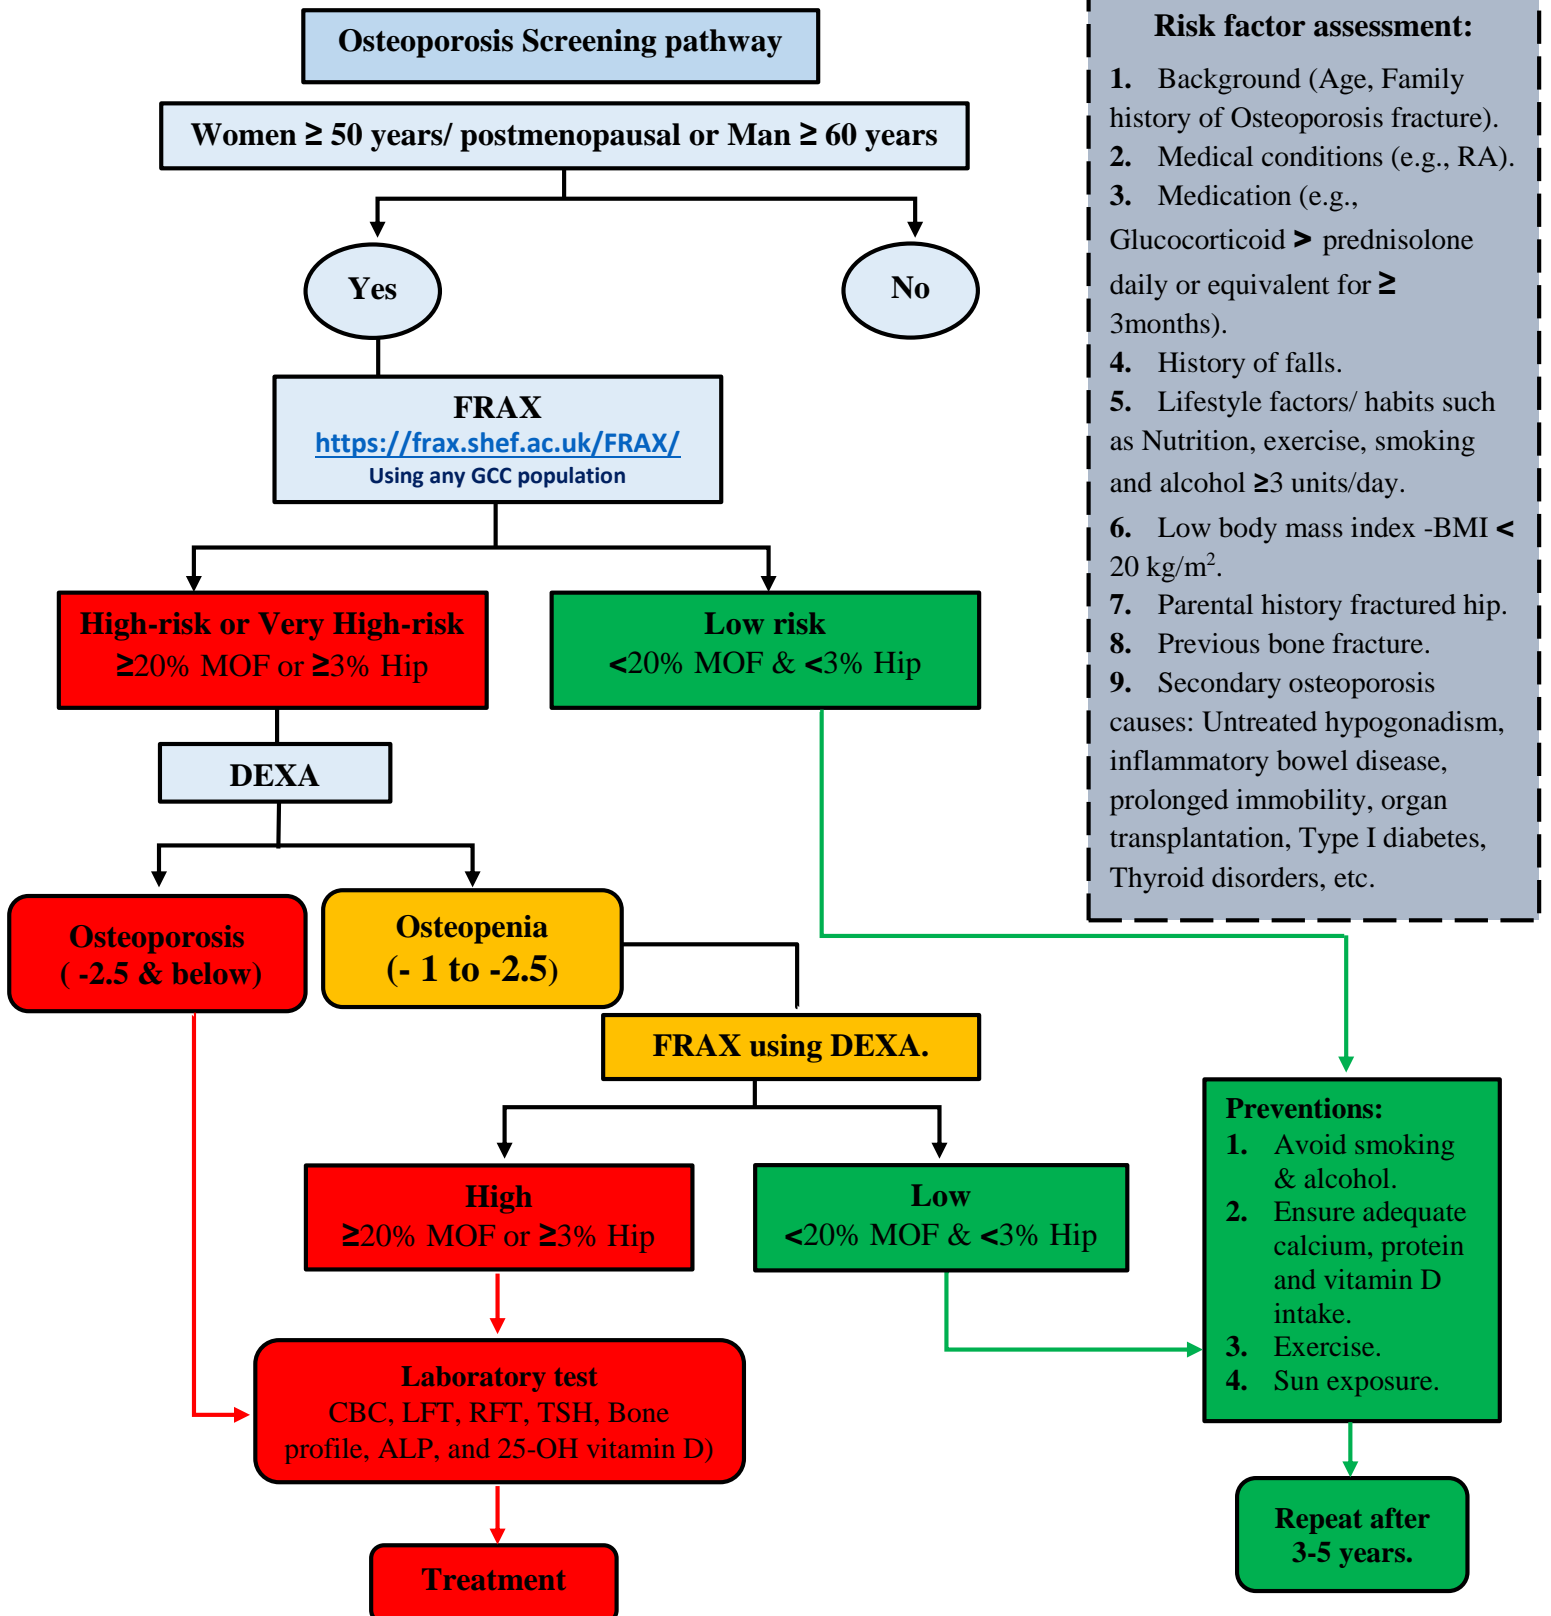 Osteoporosis Screening pathway
Women ≥ 50 years/ postmenopausal or Man ≥ 60 years
Yes
No
FRAX
https://frax.shef.ac.uk/FRAX/
Using any GCC population
High-risk or Very High-risk
≥20% MOF or ≥3% Hip
Low risk
<20% MOF & <3% Hip
DEXA
Osteoporosis
( -2.5 & below)
Osteopenia
(- 1 to -2.5)
FRAX using DEXA.
High
≥20% MOF or ≥3% Hip
Low
<20% MOF & <3% Hip
Laboratory test
CBC, LFT, RFT, TSH, Bone
profile, ALP, and 25-OH vitamin D)
Treatment
Risk factor assessment:
1. Background (Age, Family
history of Osteoporosis fracture).
2. Medical conditions (e.g., RA).
3. Medication (e.g.,
Glucocorticoid > prednisolone
daily or equivalent for ≥
3months).
4. History of falls.
5. Lifestyle factors/ habits such
as Nutrition, exercise, smoking
and alcohol ≥3 units/day.
6. Low body mass index -BMI <
20 kg/m².
7. Parental history fractured hip.
8. Previous bone fracture.
9. Secondary osteoporosis
causes: Untreated hypogonadism,
inflammatory bowel disease,
prolonged immobility, organ
transplantation, Type I diabetes,
Thyroid disorders, etc.
Preventions:
1. Avoid smoking
& alcohol.
2. Ensure adequate
calcium, protein
and vitamin D
intake.
3. Exercise.
4. Sun exposure.
Repeat after
3-5 years.